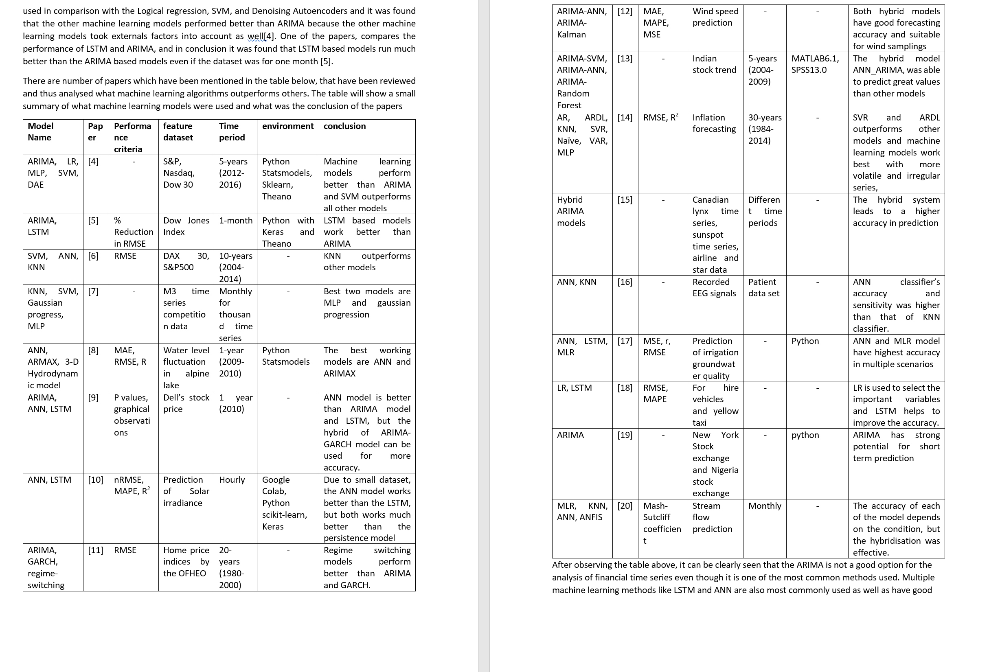 used in comparison with the Logical regression, SVM, and Denoising Autoencoders and it was found
that the other machine learning models performed better than ARIMA because the other machine
learning models took externals factors into account as well[4]. One of the papers, compares the
performance of LSTM and ARIMA, and in conclusion it was found that LSTM based models run much
better than the ARIMA based models even if the dataset was for one month [5].
There are number of papers which have been mentioned in the table below, that have been reviewed
and thus analysed what machine learning algorithms outperforms others. The table will show a small
summary of what machine learning models were used and what was the conclusion of the papers
Model
Name
Pap
er
Performa
nce
criteria
feature
dataset
Time
period
environment
conclusion
ARIMA, LR,
MLP, SVM,
DAE
[4]
-
S&P,
Nasdaq,
Dow 30
5-years
(2012-
2016)
Python
Statsmodels,
Sklearn,
Theano
Machine learning
models perform
better than ARIMA
and SVM outperforms
all other models
ARIMA,
LSTM
[5]
%
Reduction
in RMSE
Dow Jones
Index
1-month
Python with
Keras and
Theano
LSTM based models
work better than
ARIMA
SVM, ANN,
KNN
[6]
RMSE
DAX 30,
S&P500
10-years
(2004-
2014)
-
KNN outperforms
other models
KNN, SVM,
Gaussian
progress,
MLP
[7]
-
M3 time
series
competitio
n data
Monthly
for
thousan
d time
series
-
Best two models are
MLP and gaussian
progression
ANN,
ARMAX, 3-D
Hydrodynam
ic model
[8]
MAE,
RMSE, R
Water level
fluctuation
in alpine
lake
1-year
(2009-
2010)
Python
Statsmodels
The best working
models are ANN and
ARIMAX
ARIMA,
ANN, LSTM
[9]
P values,
graphical
observati
ons
Dell’s stock
price
1 year
(2010)
-
ANN model is better
than ARIMA model
and LSTM, but the
hybrid of ARIMA-
GARCH model can be
used for more
accuracy.
ANN, LSTM
[10]
nRMSE,
MAPE, R²
Prediction
of Solar
irradiance
Hourly
Google
Colab,
Python
scikit-learn,
Keras
Due to small dataset,
the ANN model works
better than the LSTM,
but both works much
better than the
persistence model
ARIMA,
GARCH,
regime-
switching
[11]
RMSE
Home price
indices by
the OFHEO
20-
years
(1980-
2000)
-
Regime switching
models perform
better than ARIMA
and GARCH.
ARIMA-ANN,
ARIMA-
Kalman
[12]
MAE,
MAPE,
MSE
Wind speed
prediction
-
-
Both hybrid models
have good forecasting
accuracy and suitable
for wind samplings
ARIMA-SVM,
ARIMA-ANN,
ARIMA-
Random
Forest
[13]
-
Indian
stock trend
5-years
(2004-
2009)
MATLAB6.1,
SPSS13.0
The hybrid model
ANN_ARIMA, was able
to predict great values
than other models
AR, ARDL,
KNN, SVR,
Naïve, VAR,
MLP
[14]
RMSE, R²
Inflation
forecasting
30-years
(1984-
2014)
-
SVR and ARDL
outperforms other
models and machine
learning models work
best with more
volatile and irregular
series,
Hybrid
ARIMA
models
[15]
-
Canadian
lynx time
series,
sunspot
time series,
airline and
star data
Differen
t time
periods
-
The hybrid system
leads to a higher
accuracy in prediction
ANN, KNN
[16]
-
Recorded
EEG signals
Patient
data set
-
ANN classifier’s
accuracy and
sensitivity was higher
than that of KNN
classifier.
ANN, LSTM,
MLR
[17]
MSE, r,
RMSE
Prediction
of irrigation
groundwat
er quality
-
Python
ANN and MLR model
have highest accuracy
in multiple scenarios
LR, LSTM
[18]
RMSE,
MAPE
For hire
vehicles
and yellow
taxi
-
-
LR is used to select the
important variables
and LSTM helps to
improve the accuracy.
ARIMA
[19]
-
New York
Stock
exchange
and Nigeria
stock
exchange
-
python
ARIMA has strong
potential for short
term prediction
MLR, KNN,
ANN, ANFIS
[20]
Mash-
Sutcliff
coefficien
t
Stream
flow
prediction
Monthly
-
The accuracy of each
of the model depends
on the condition, but
the hybridisation was
effective.
After observing the table above, it can be clearly seen that the ARIMA is not a good option for the
analysis of financial time series even though it is one of the most common methods used. Multiple
machine learning methods like LSTM and ANN are also most commonly used as well as have good